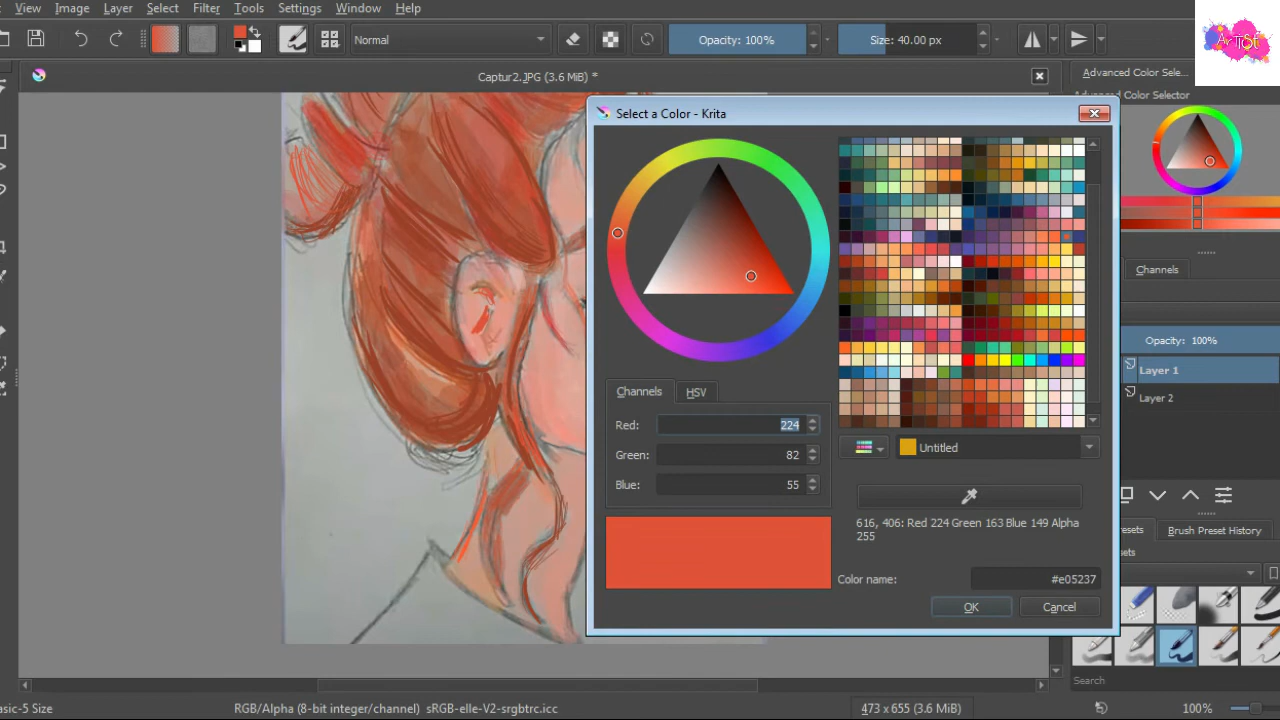 View Image Layer Select Filter Tools Settings Window Help
ArTiSt
Normal Opacity: 100% Size: 40.00 px
Captur2.JPG (3.6 MiB) *
Advanced Color Sele...
Advanced Color Selector
Select a Color - Krita
Channels
Opacity: 100%
Layer 1
Layer 2
Channels HSV
Red: 224
Green: 82
Blue: 55
Untitled
616, 406: Red 224 Green 163 Blue 149 Alpha
255
Color name: #e05237
OK Cancel
Brush Preset History
Search
RGB/Alpha (8-bit integer/channel) sRGB-elle-V2-srgbtrc.icc
473 x 655 (3.6 MiB)
100%